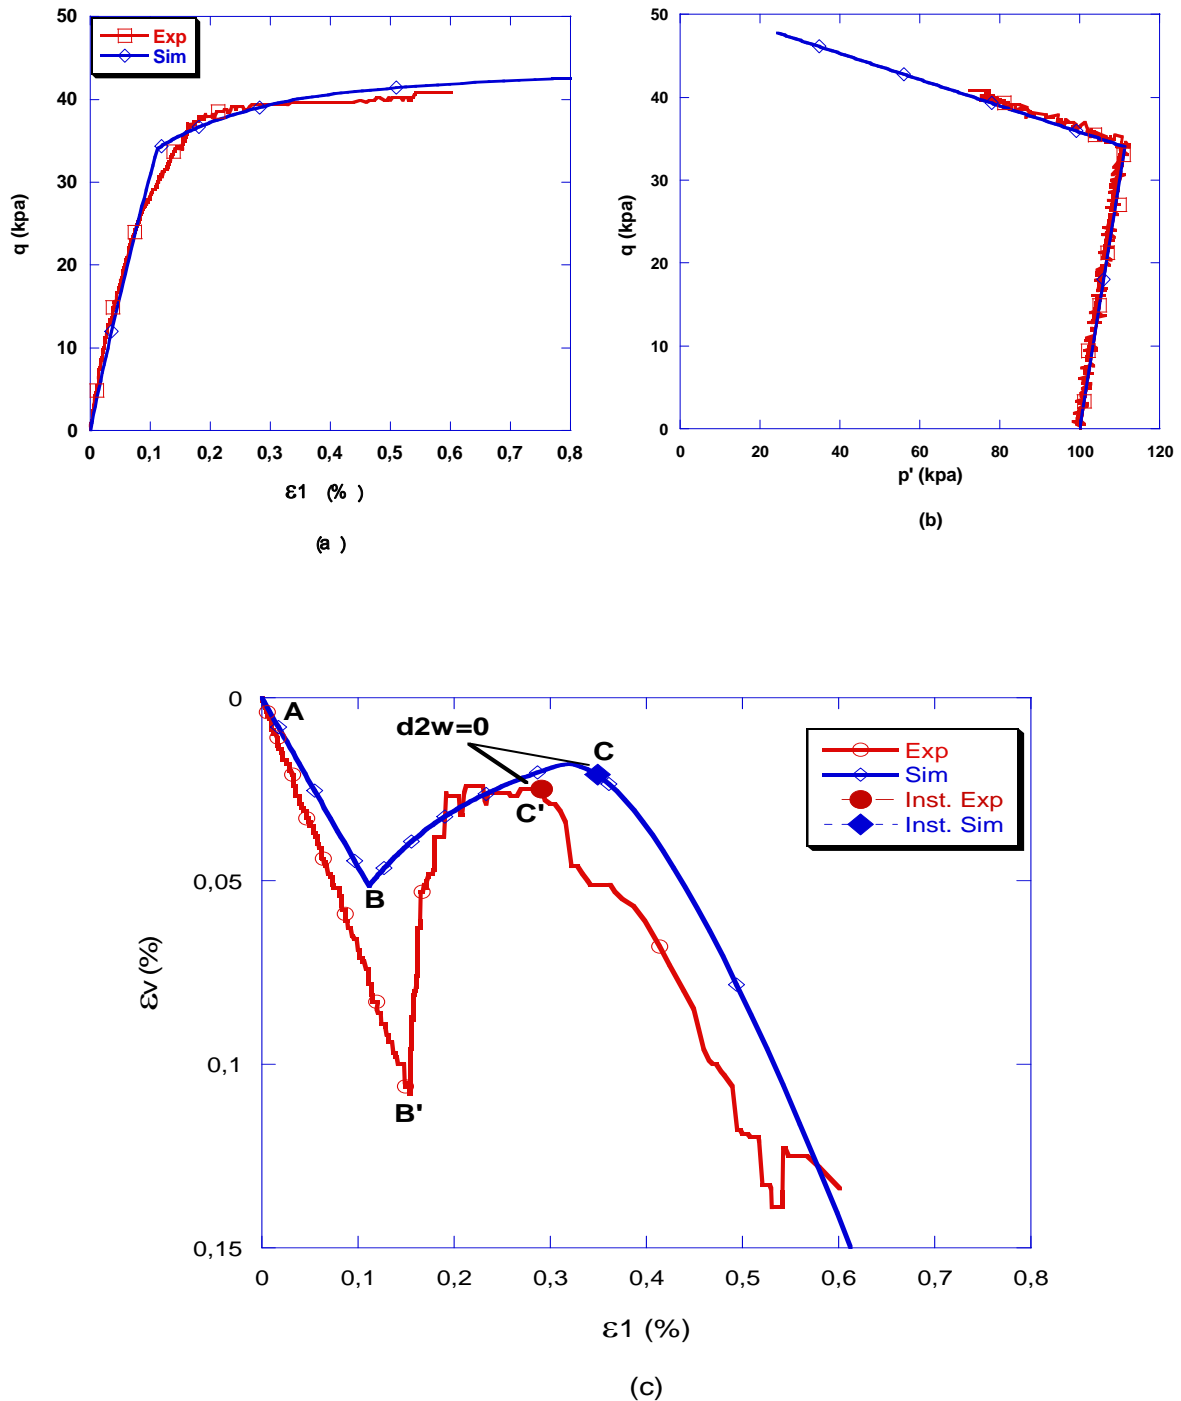 50
40
30
20
10
0
q (kpa)
Exp
Sim
0 0,1 0,2 0,3 0,4 0,5 0,6 0,7 0,8
ε1 (% )
(a )
50
40
30
20
10
0
q (kpa)
0 20 40 60 80 100 120
p' (kpa)
(b)
0
0,05
0,1
0,15
εv (%)
A
d2w=0
C
C'
B
B'
Exp
Sim
Inst. Exp
Inst. Sim
0 0,1 0,2 0,3 0,4 0,5 0,6 0,7 0,8
ε1 (%)
(c)